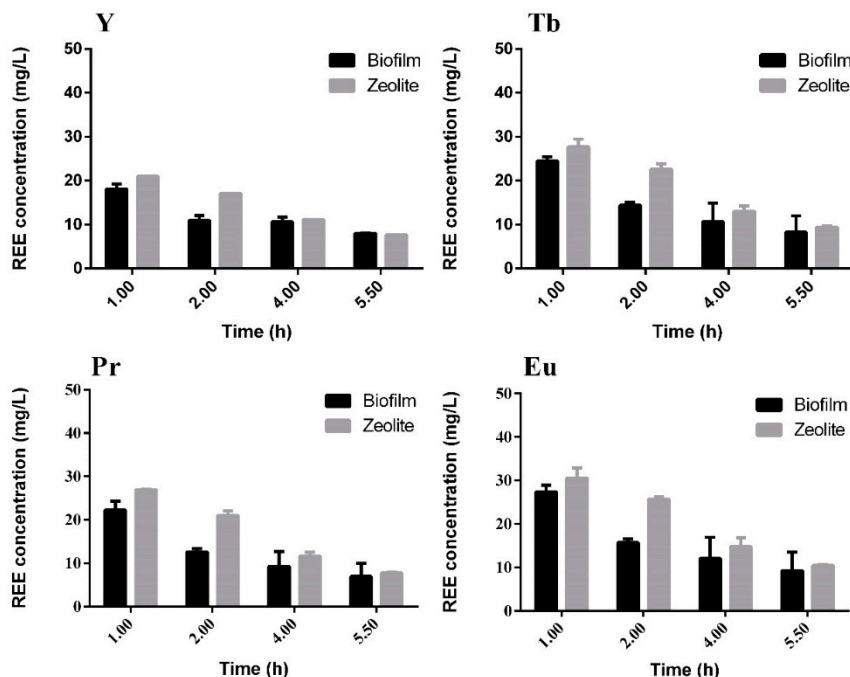 Y
REE concentration (mg/L)
50
40
30
20
10
0
Biofilm
Zeolite
1.00
2.00
4.00
5.50
Time (h)
Tb
REE concentration (mg/L)
50
40
30
20
10
0
Biofilm
Zeolite
1.00
2.00
4.00
5.50
Time (h)
Pr
REE concentration (mg/L)
50
40
30
20
10
0
Biofilm
Zeolite
1.00
2.00
4.00
5.50
Time (h)
Eu
REE concentration (mg/L)
50
40
30
20
10
0
Biofilm
Zeolite
1.00
2.00
4.00
5.50
Time (h)